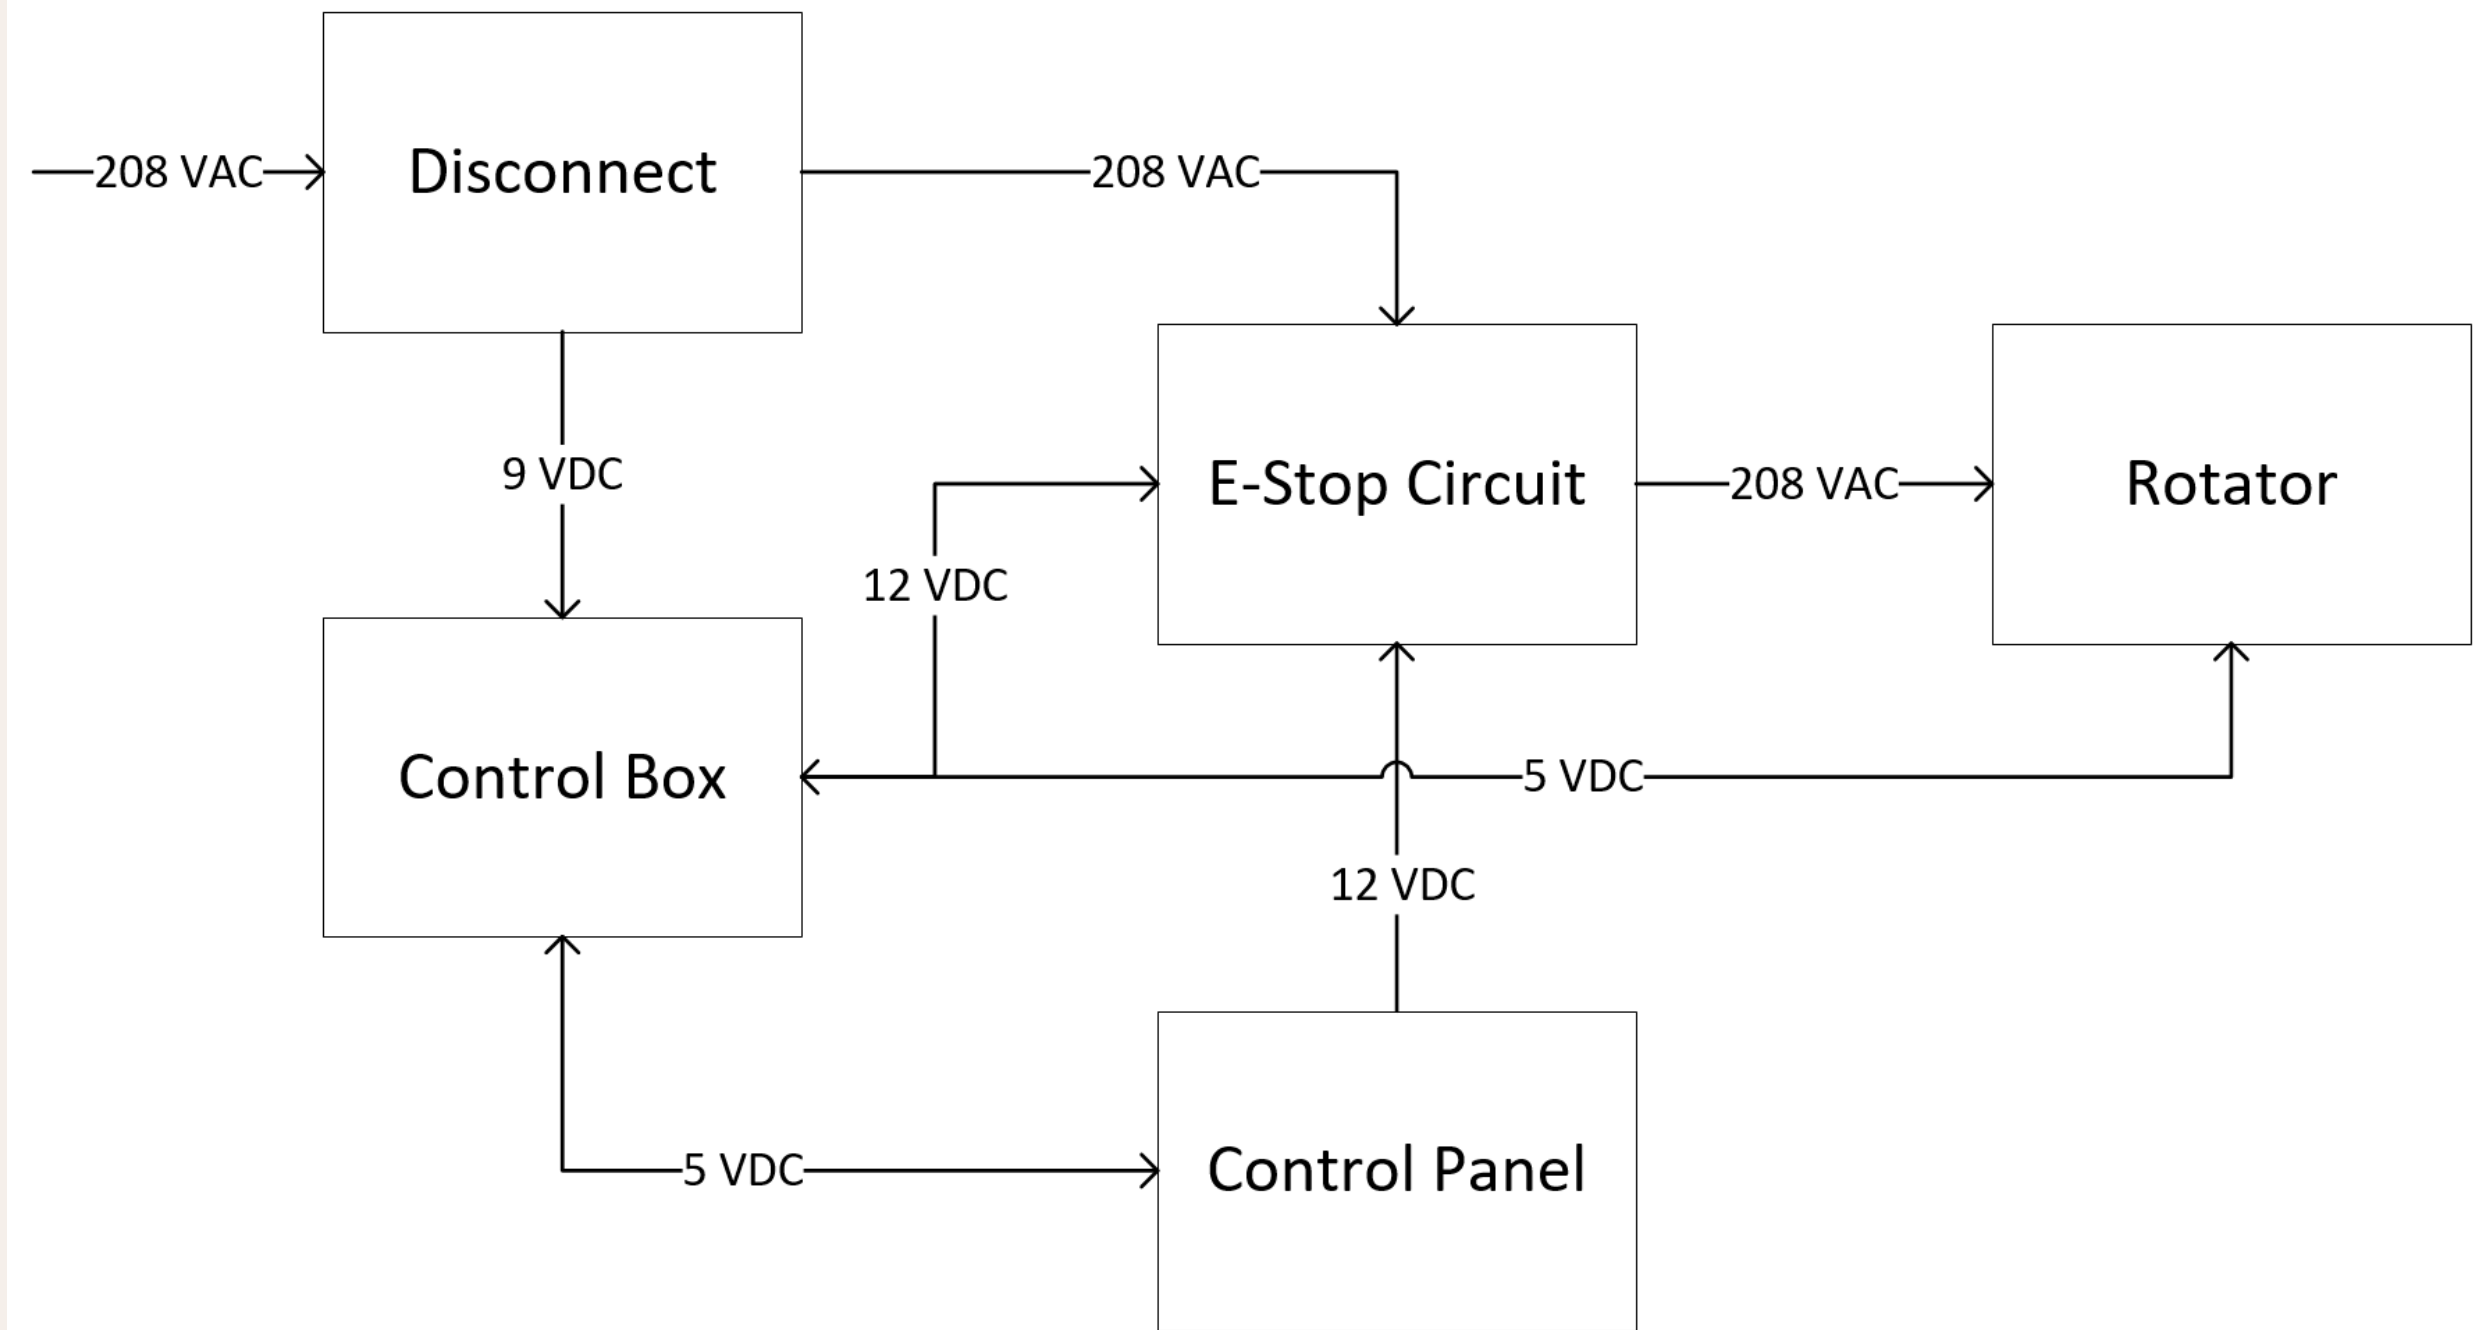 208 VAC
Disconnect
208 VAC
9 VDC
E-Stop Circuit
208 VAC
Rotator
12 VDC
Control Box
5 VDC
12 VDC
5 VDC
Control Panel